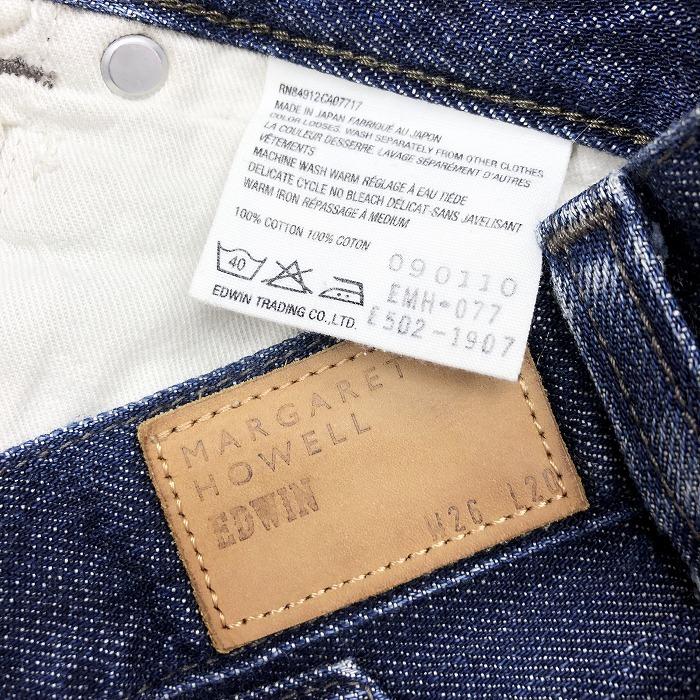 RN84912CA07717
MADE IN JAPAN FABRIQUÉ AU JAPON
COLOR LOOSES. WASH SEPARATELY FROM OTHER CLOTHES
LA COULEUR DESSERRE. LAVAGE SÉPARÉMENT D'AUTRES
VÊTEMENTS
MACHINE WASH WARM RÉGLAGE À EAU TIÈDE
DELICATE CYCLE NO BLEACH DELICAT-SANS JAVELISANT
WARM IRON RÉPASSAGE À MEDIUM
100% COTTON 100% COTON
40
EDWIN TRADING CO.,LTD.
090110
EMH-077
E502-1907
MARGARET
HOWELL
EDWIN
W26 L20